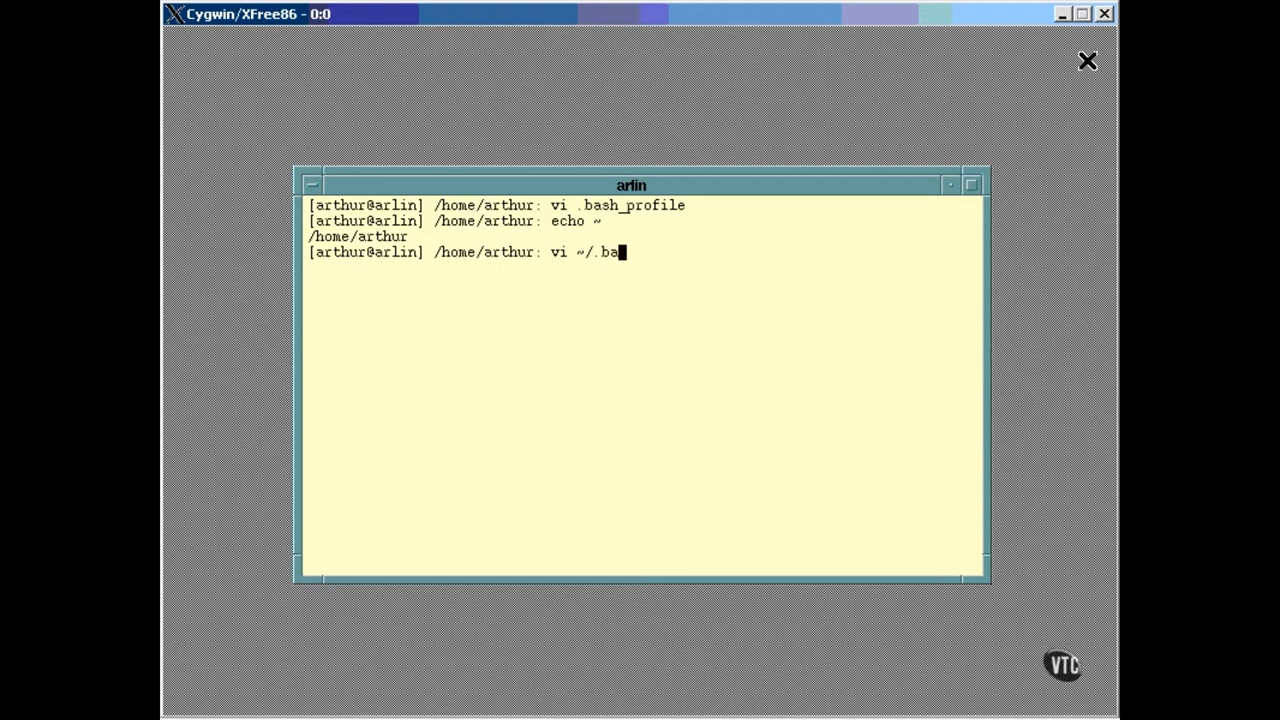 Cygwin/XFree86 - 0:0
arlin
[arthur@arlin] /home/arthur: vi .bash_profile
[arthur@arlin] /home/arthur: echo ~
/home/arthur
[arthur@arlin] /home/arthur: vi ~/.ba
VTC